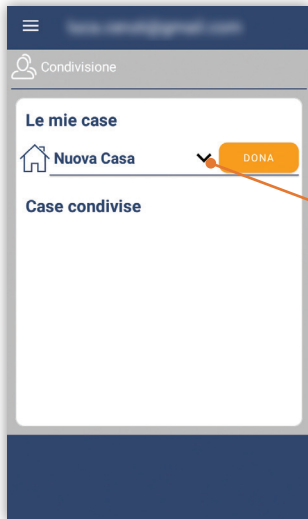 Condivisione
Le mie case
Nuova Casa
DONA
Case condivise